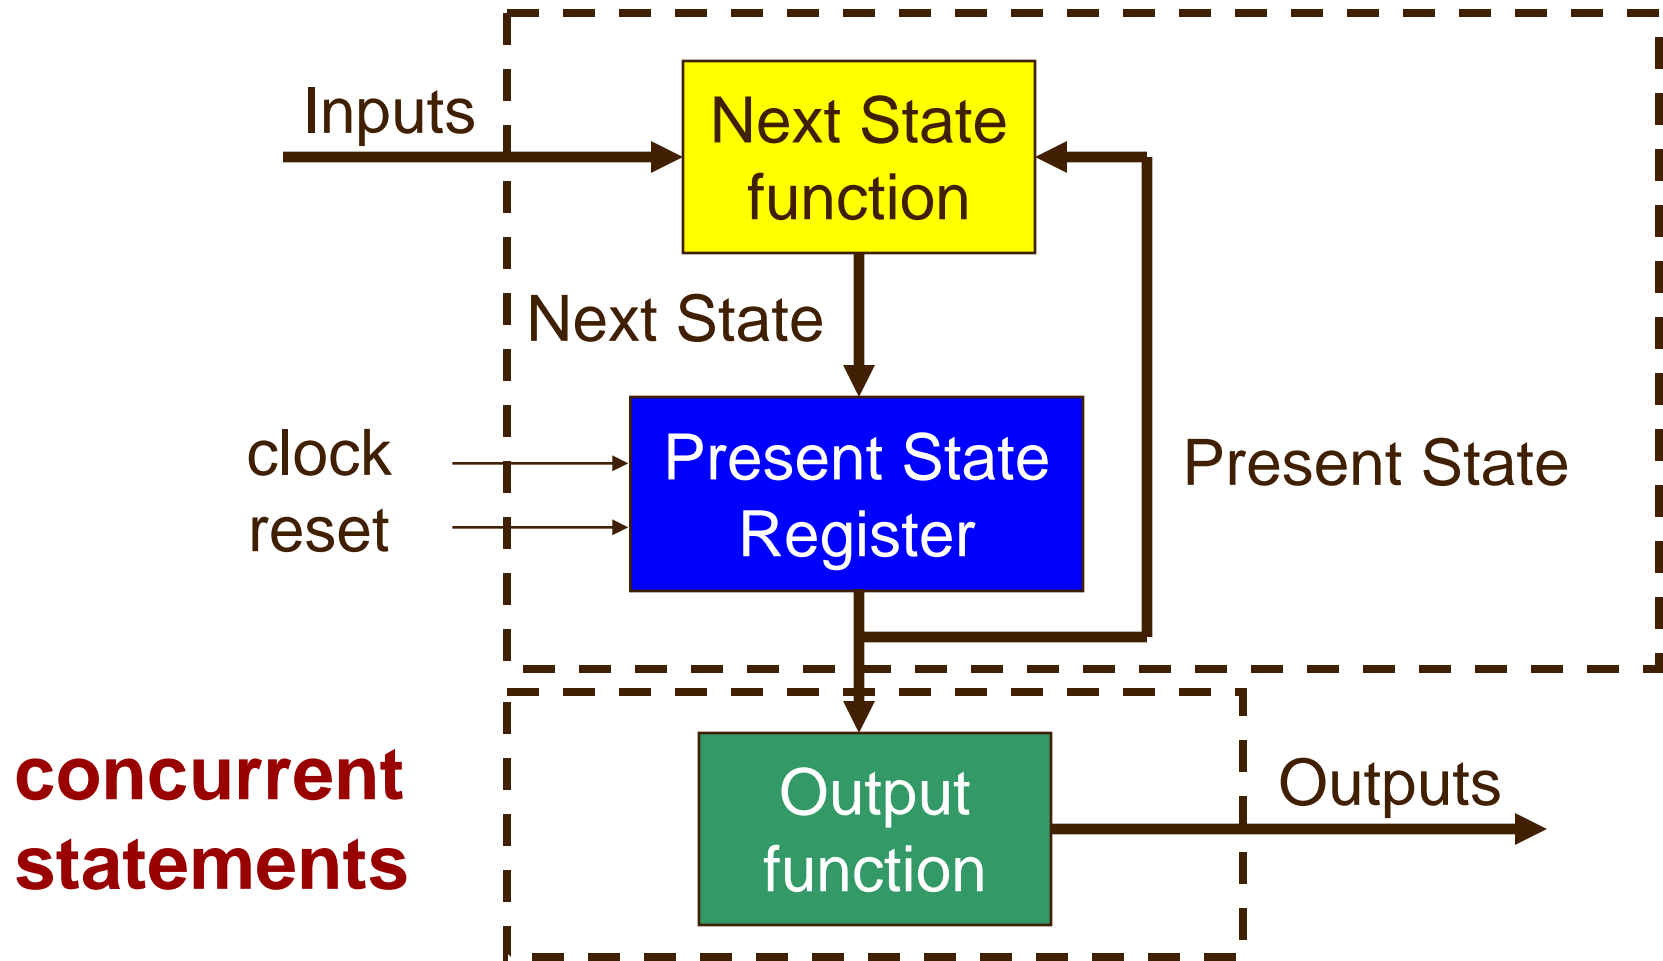 Inputs
Next State
function
Next State
clock
reset
Present State
Register
Present State
concurrent
statements
Output
function
Outputs